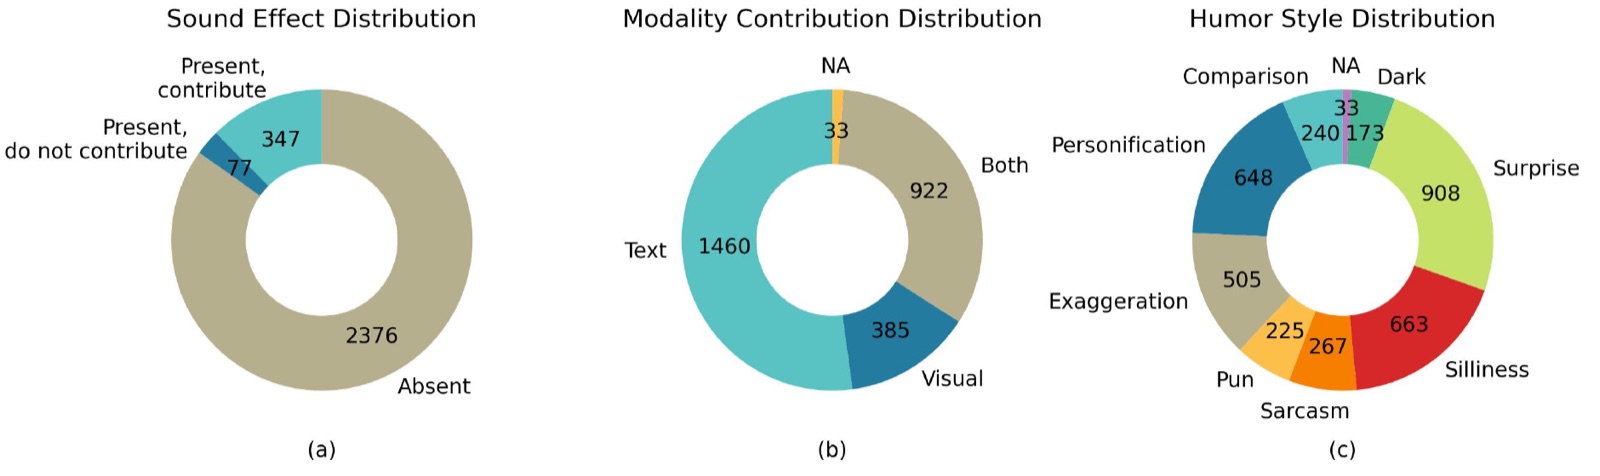 Sound Effect Distribution
Present,
contribute
347
Present,
do not contribute
77
2376
Absent
(a)
Modality Contribution Distribution
NA
33
Both
922
Text
1460
385
Visual
(b)
Humor Style Distribution
NA
Comparison
Dark
33
240
173
Personification
648
Surprise
908
Exaggeration
505
225
267
663
Silliness
Pun
Sarcasm
(c)